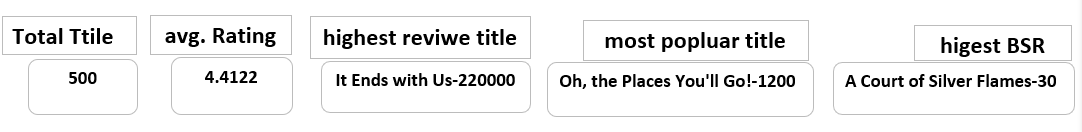 Total Ttile
500
avg. Rating
4.4122
highest reviwe title
It Ends with Us-220000
most popluar title
Oh, the Places You'll Go!-1200
higest BSR
A Court of Silver Flames-30